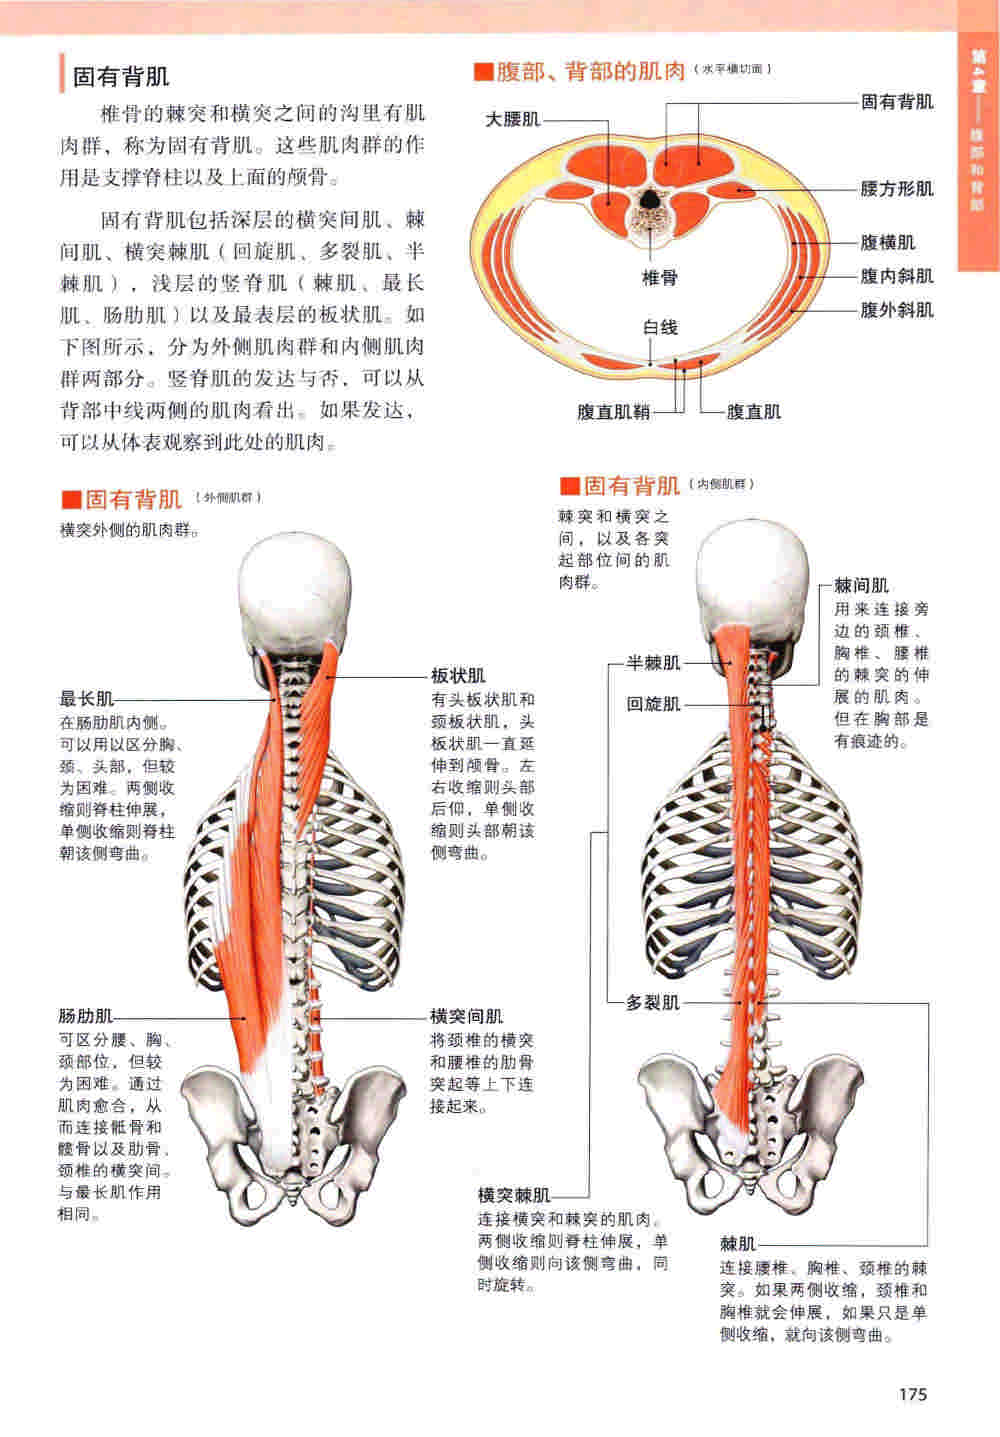 第4章——腹部和背部
固有背肌
椎骨的棘突和横突之间的沟里有肌
肉群，称为固有背肌。这些肌肉群的作
用是支撑脊柱以及上面的颅骨。
固有背肌包括深层的横突间肌、棘
间肌、横突棘肌（回旋肌、多裂肌、半
棘肌），浅层的竖脊肌（棘肌、最长
肌、肠肋肌）以及最表层的板状肌。如
下图所示，分为外侧肌肉群和内侧肌肉
群两部分。竖脊肌的发达与否，可以从
背部中线两侧的肌肉看出。如果发达，
可以从体表观察到此处的肌肉。
■腹部、背部的肌肉（水平横切面）
大腰肌
固有背肌
腰方形肌
腹横肌
腹内斜肌
腹外斜肌
椎骨
白线
腹直肌鞘
腹直肌
■固有背肌（外侧肌群）
横突外侧的肌肉群。
最长肌
在肠肋肌内侧。
可以用以区分胸、
颈、头部，但较
为困难。两侧收
缩则脊柱伸展，
单侧收缩则脊柱
朝该侧弯曲。
肠肋肌
可区分腰、胸、
颈部位，但较
为困难。通过
肌肉愈合，从
而连接骶骨和
髋骨以及肋骨、
颈椎的横突间。
与最长肌作用
相同。
板状肌
有头板状肌和
颈板状肌，头
板状肌一直延
伸到颅骨。左
右收缩则头部
后仰，单侧收
缩则头部朝该
侧弯曲。
横突间肌
将颈椎的横突
和腰椎的肋骨
突起等上下连
接起来。
■固有背肌（内侧肌群）
棘突和横突之
间，以及各突
起部位间的肌
肉群。
棘间肌
用来连接旁
边的颈椎、
胸椎、腰椎
的棘突的伸
展的肌肉。
但在胸部是
有痕迹的。
半棘肌
回旋肌
多裂肌
横突棘肌
连接横突和棘突的肌肉。
两侧收缩则脊柱伸展，单
侧收缩则向该侧弯曲，同
时旋转。
棘肌
连接腰椎、胸椎、颈椎的棘
突。如果两侧收缩，颈椎和
胸椎就会伸展，如果只是单
侧收缩，就向该侧弯曲。
175